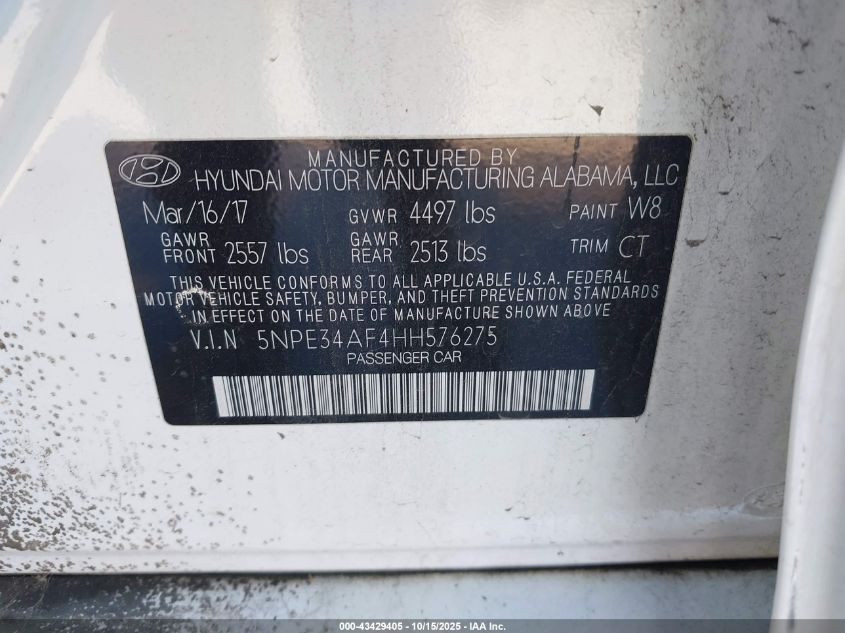 MANUFACTURED BY
HYUNDAI MOTOR MANUFACTURING ALABAMA, LLC
Mar/16/17 GVWR 4497 lbs PAINT W8
GAWR FRONT 2557 lbs GAWR REAR 2513 lbs TRIM CT
THIS VEHICLE CONFORMS TO ALL APPLICABLE U.S.A. FEDERAL
MOTOR VEHICLE SAFETY, BUMPER, AND THEFT PREVENTION STANDARDS
IN EFFECT ON THE DATE OF MANUFACTURE SHOWN ABOVE
V.I.N 5NPE34AF4HH576275
PASSENGER CAR
000-43429405 - 10/15/2025 - IAA Inc.